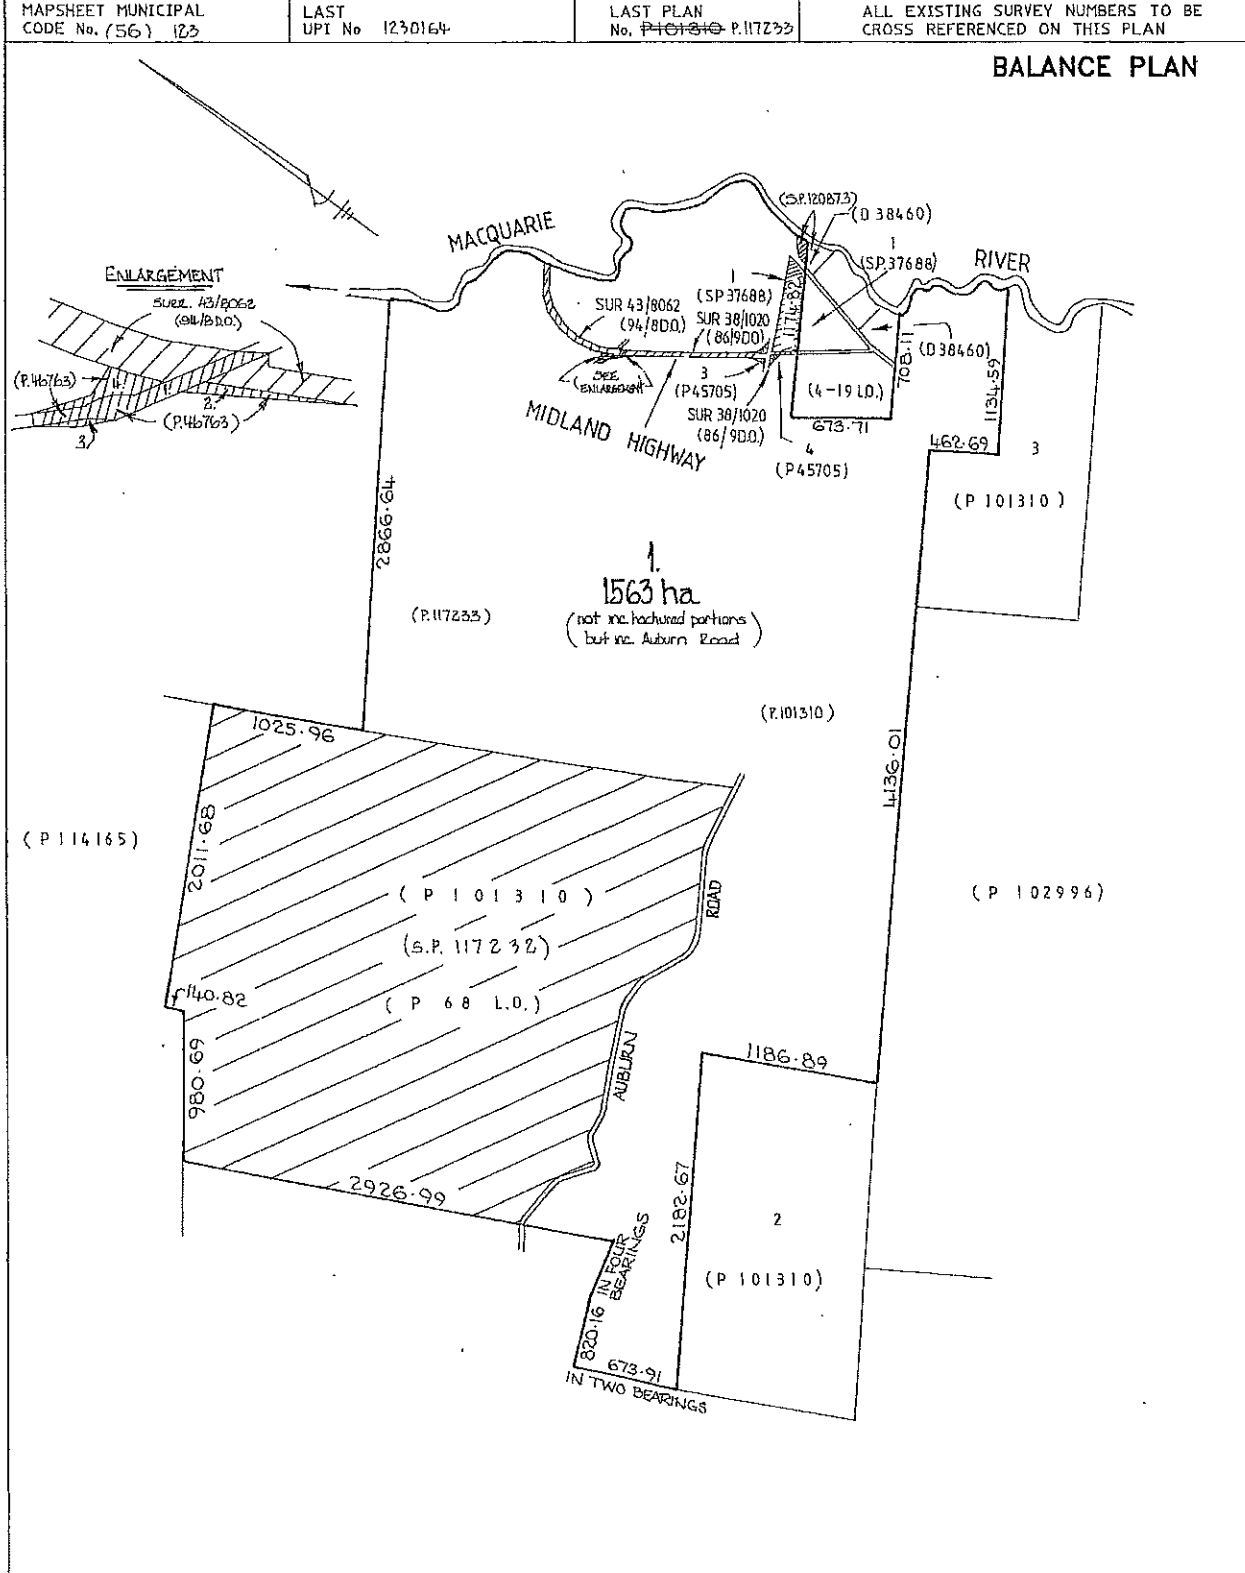 MAPSHEET MUNICIPAL
CODE No. (56) 123
LAST
UPI No 1230164
LAST PLAN
No. P101310 P.117233
ALL EXISTING SURVEY NUMBERS TO BE
CROSS REFERENCED ON THIS PLAN
BALANCE PLAN
MACQUARIE
RIVER
(S.P.120873)
(D 38460)
1
(SP.37688)
ENLARGEMENT
SURR. 43/8062
(94/8D.O.)
(P.46763)
4.
1.
2.
(P.46763)
3
SUR 43/8062
(94/8D.O.)
1
(SP 37688)
SUR 38/1020
(86/9D.O)
1174.82
SEE
ENLARGEMENT
3
(P45705)
SUR 38/1020
(86/9D.O.)
4
(P45705)
MIDLAND HIGHWAY
(4-19 L.O.)
673.71
708.11
(D38460)
1134.59
462.69
3
(P 101310)
2866.64
1.
1563 ha
(not inc. hachured portions
but inc. Auburn Road)
(P.117233)
(P.101310)
1025.96
4136.01
2011.68
(P 114165)
(P 101310)
(S.P. 117232)
(P 68 L.O.)
ROAD
(P 102996)
140.82
980.69
AUBURN
1186.89
2926.99
2182.67
2
(P 101310)
820.16 IN FOUR
BEARINGS
673.91
IN TWO BEARINGS